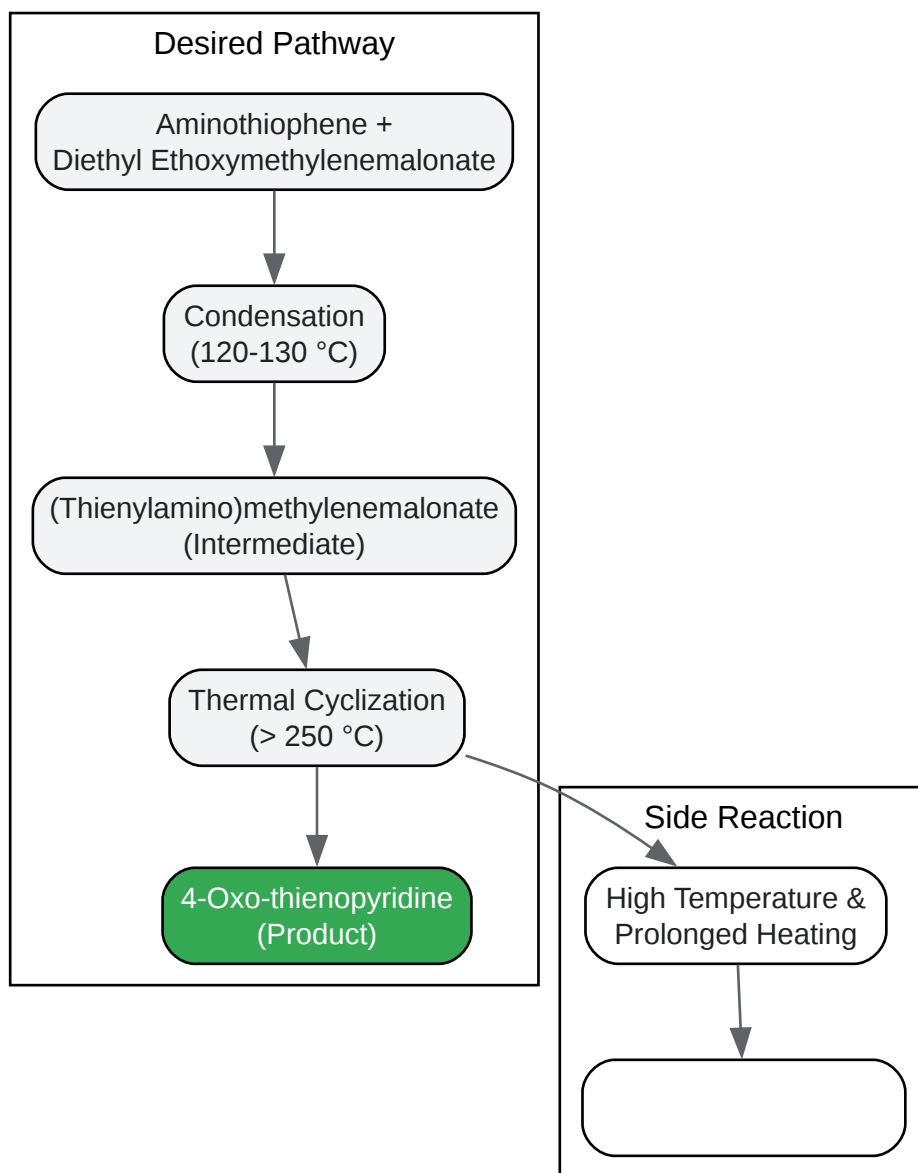 Desired Pathway
Aminothiophene +
Diethyl Ethoxymethylenemalonate
Condensation
(120-130 °C)
(Thienylamino)methylenemalonate
(Intermediate)
Thermal Cyclization
(> 250 °C)
4-Oxo-thienopyridine
(Product)
Side Reaction
High Temperature &
Prolonged Heating